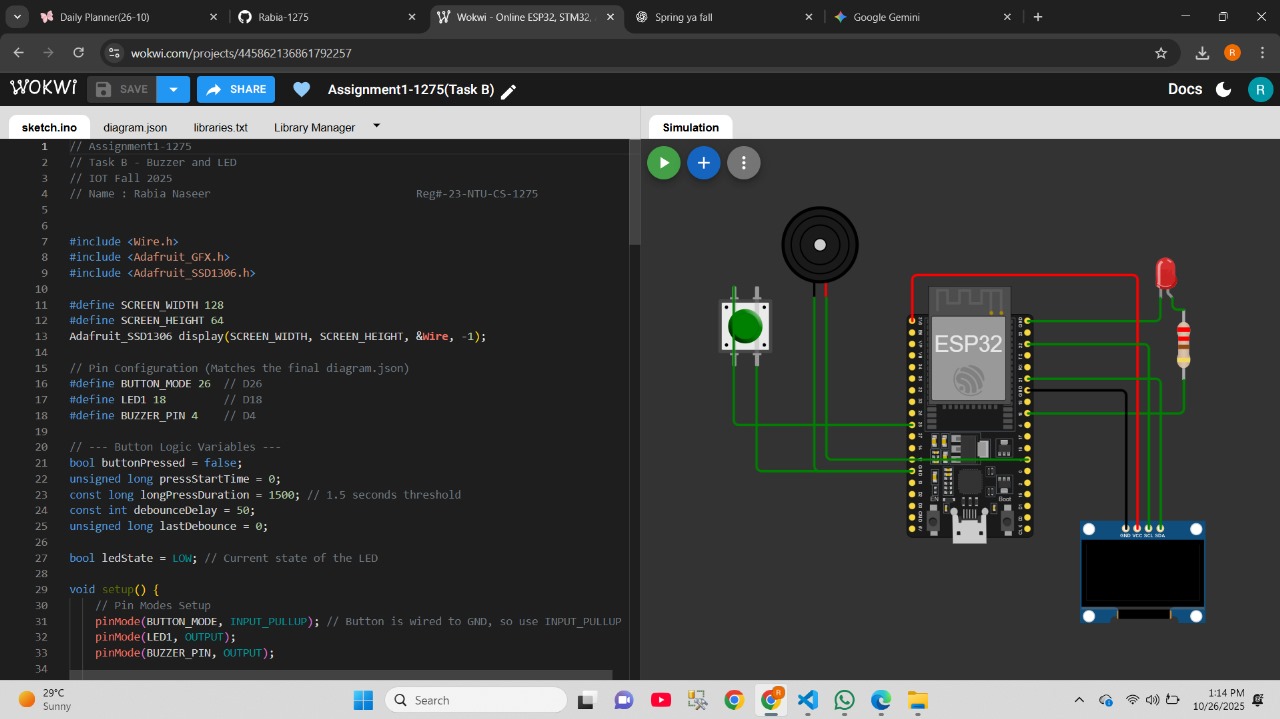 Daily Planner(26-10)
Rabia-1275
Wokwi - Online ESP32, STM32,
Spring ya fall
Google Gemini
wokwi.com/projects/445862136861792257
R
WOKWi
SAVE
SHARE
Assignment1-1275(Task B)
Docs
R
sketch.ino
diagram.json
libraries.txt
Library Manager
Simulation
1 // Assignment1-1275
2 // Task B - Buzzer and LED
3 // IOT Fall 2025
4 // Name : Rabia Naseer Reg#-23-NTU-CS-1275
5
6
7 #include <Wire.h>
8 #include <Adafruit_GFX.h>
9 #include <Adafruit_SSD1306.h>
10
11 #define SCREEN_WIDTH 128
12 #define SCREEN_HEIGHT 64
13 Adafruit_SSD1306 display(SCREEN_WIDTH, SCREEN_HEIGHT, &Wire, -1);
14
15 // Pin Configuration (Matches the final diagram.json)
16 #define BUTTON_MODE 26 // D26
17 #define LED1 18 // D18
18 #define BUZZER_PIN 4 // D4
19
20 // --- Button Logic Variables ---
21 bool buttonPressed = false;
22 unsigned long pressStartTime = 0;
23 const long longPressDuration = 1500; // 1.5 seconds threshold
24 const int debounceDelay = 50;
25 unsigned long lastDebounce = 0;
26
27 bool ledState = LOW; // Current state of the LED
28
29 void setup() {
30 // Pin Modes Setup
31 pinMode(BUTTON_MODE, INPUT_PULLUP); // Button is wired to GND, so use INPUT_PULLUP
32 pinMode(LED1, OUTPUT);
33 pinMode(BUZZER_PIN, OUTPUT);
34
ESP32
EN
Boot
GND VCC SCL SDA
29°C
Sunny
Search
R
1:14 PM
10/26/2025